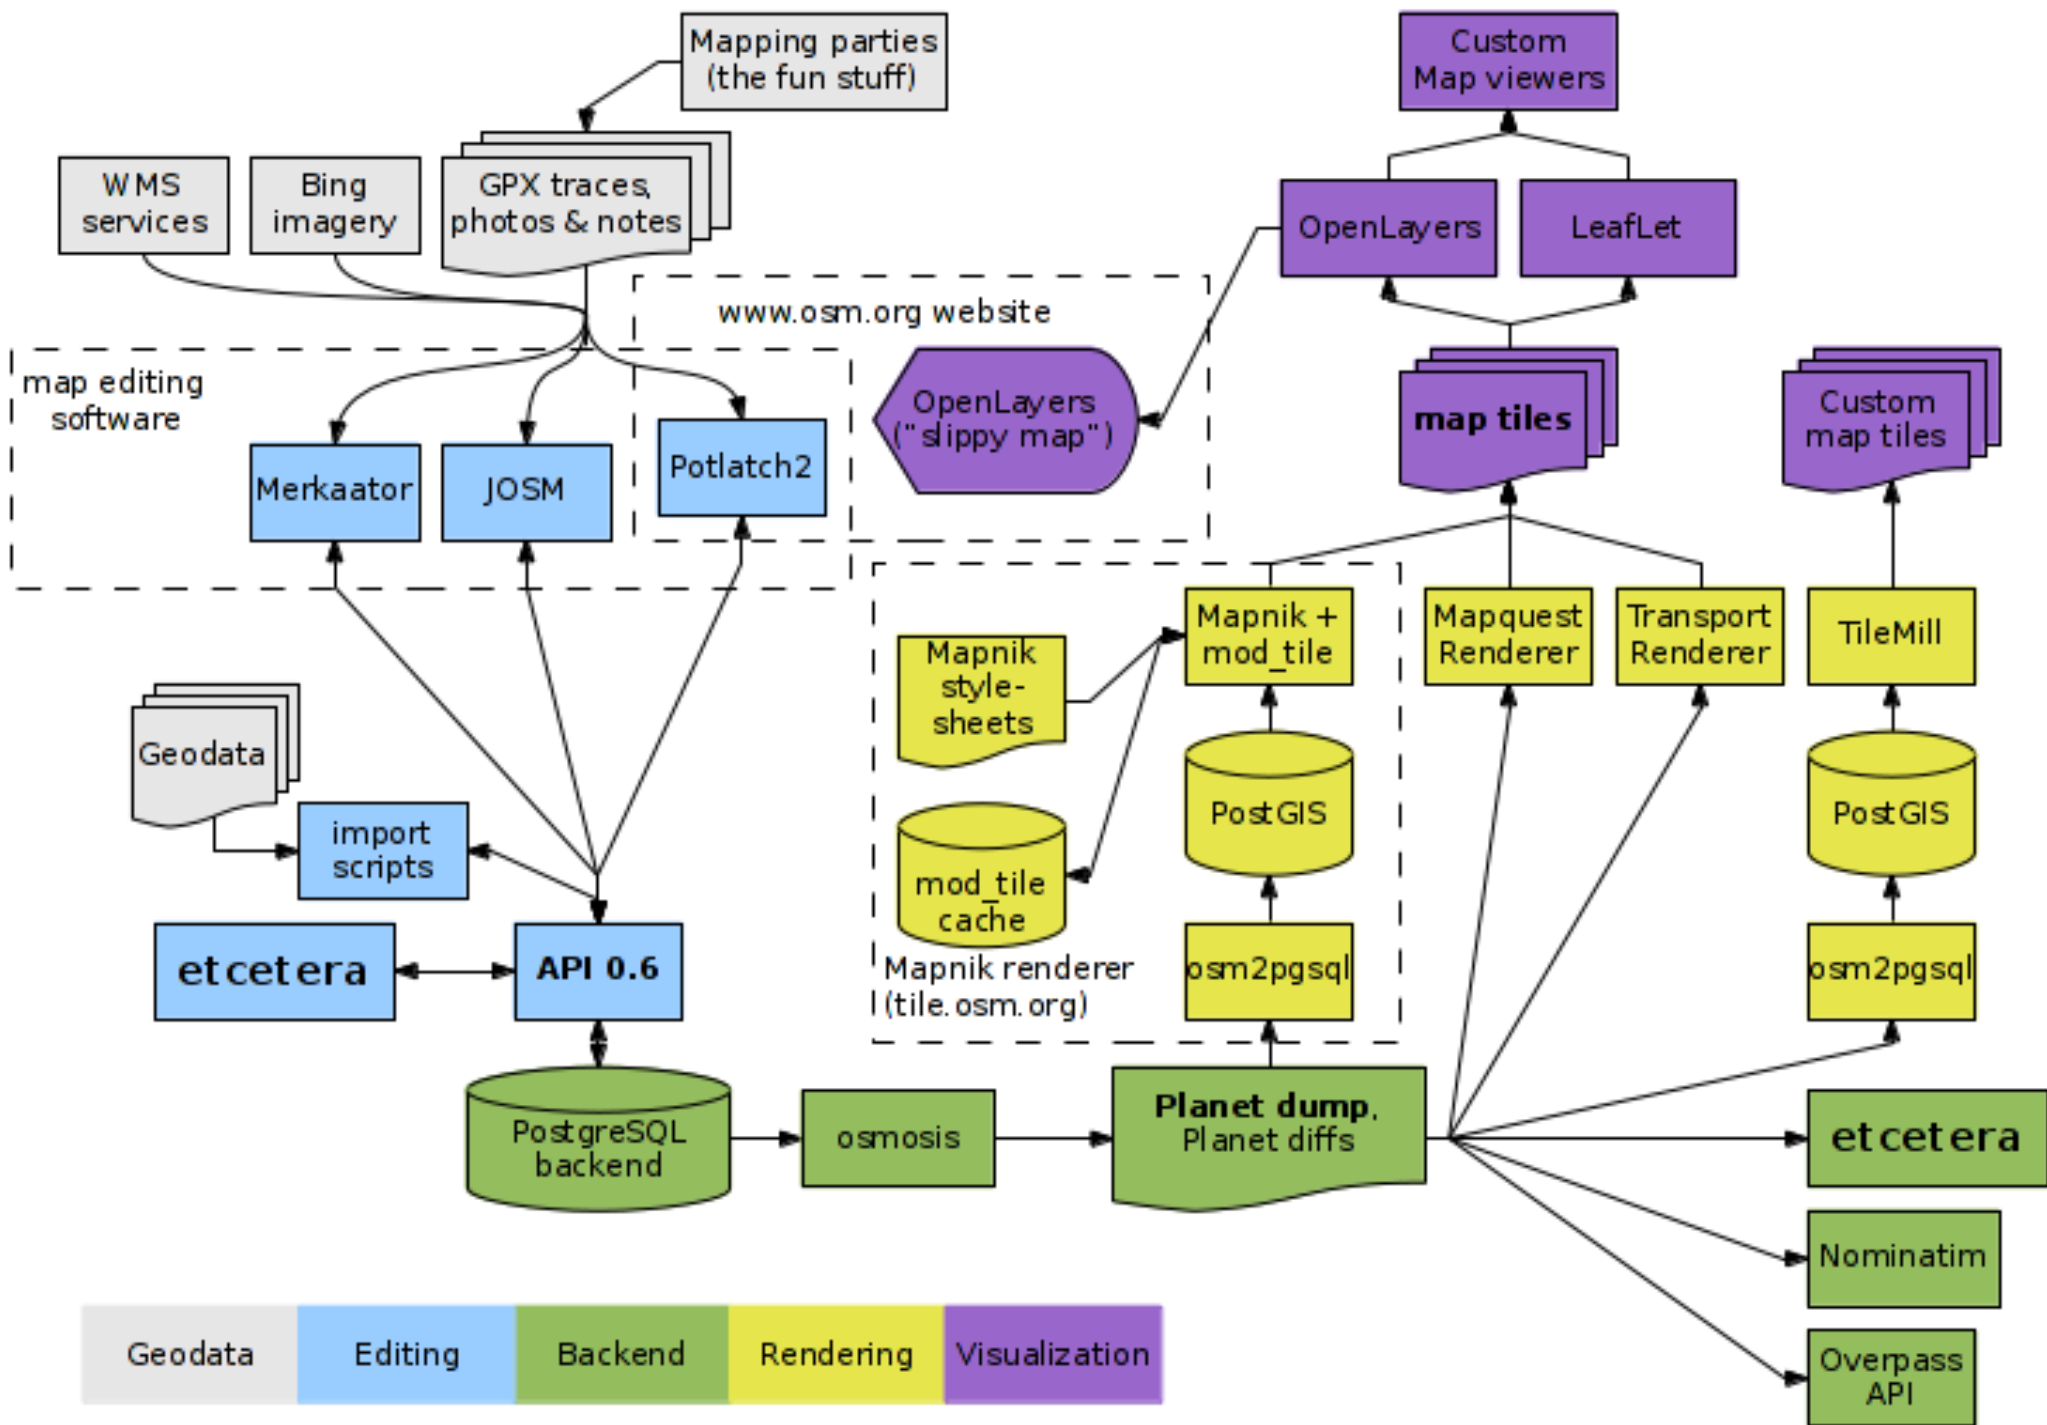 Mapping parties
(the fun stuff)
Custom
Map viewers
WMS
services
Bing
imagery
GPX traces,
photos & notes
OpenLayers
LeafLet
www.osm.org website
map editing
software
OpenLayers
("slippy map")
map tiles
Custom
map tiles
Merkaator
JOSM
Potlatch2
Mapnik
style-
sheets
Mapnik +
mod_tile
Mapquest
Renderer
Transport
Renderer
TileMill
Geodata
import
scripts
mod_tile
cache
PostGIS
PostGIS
etcetera
API 0.6
Mapnik renderer
(tile.osm.org)
osm2pgsql
osm2pgsql
PostgreSQL
backend
osmosis
Planet dump,
Planet diffs
etcetera
Nominatim
Overpass
API
Geodata
Editing
Backend
Rendering
Visualization